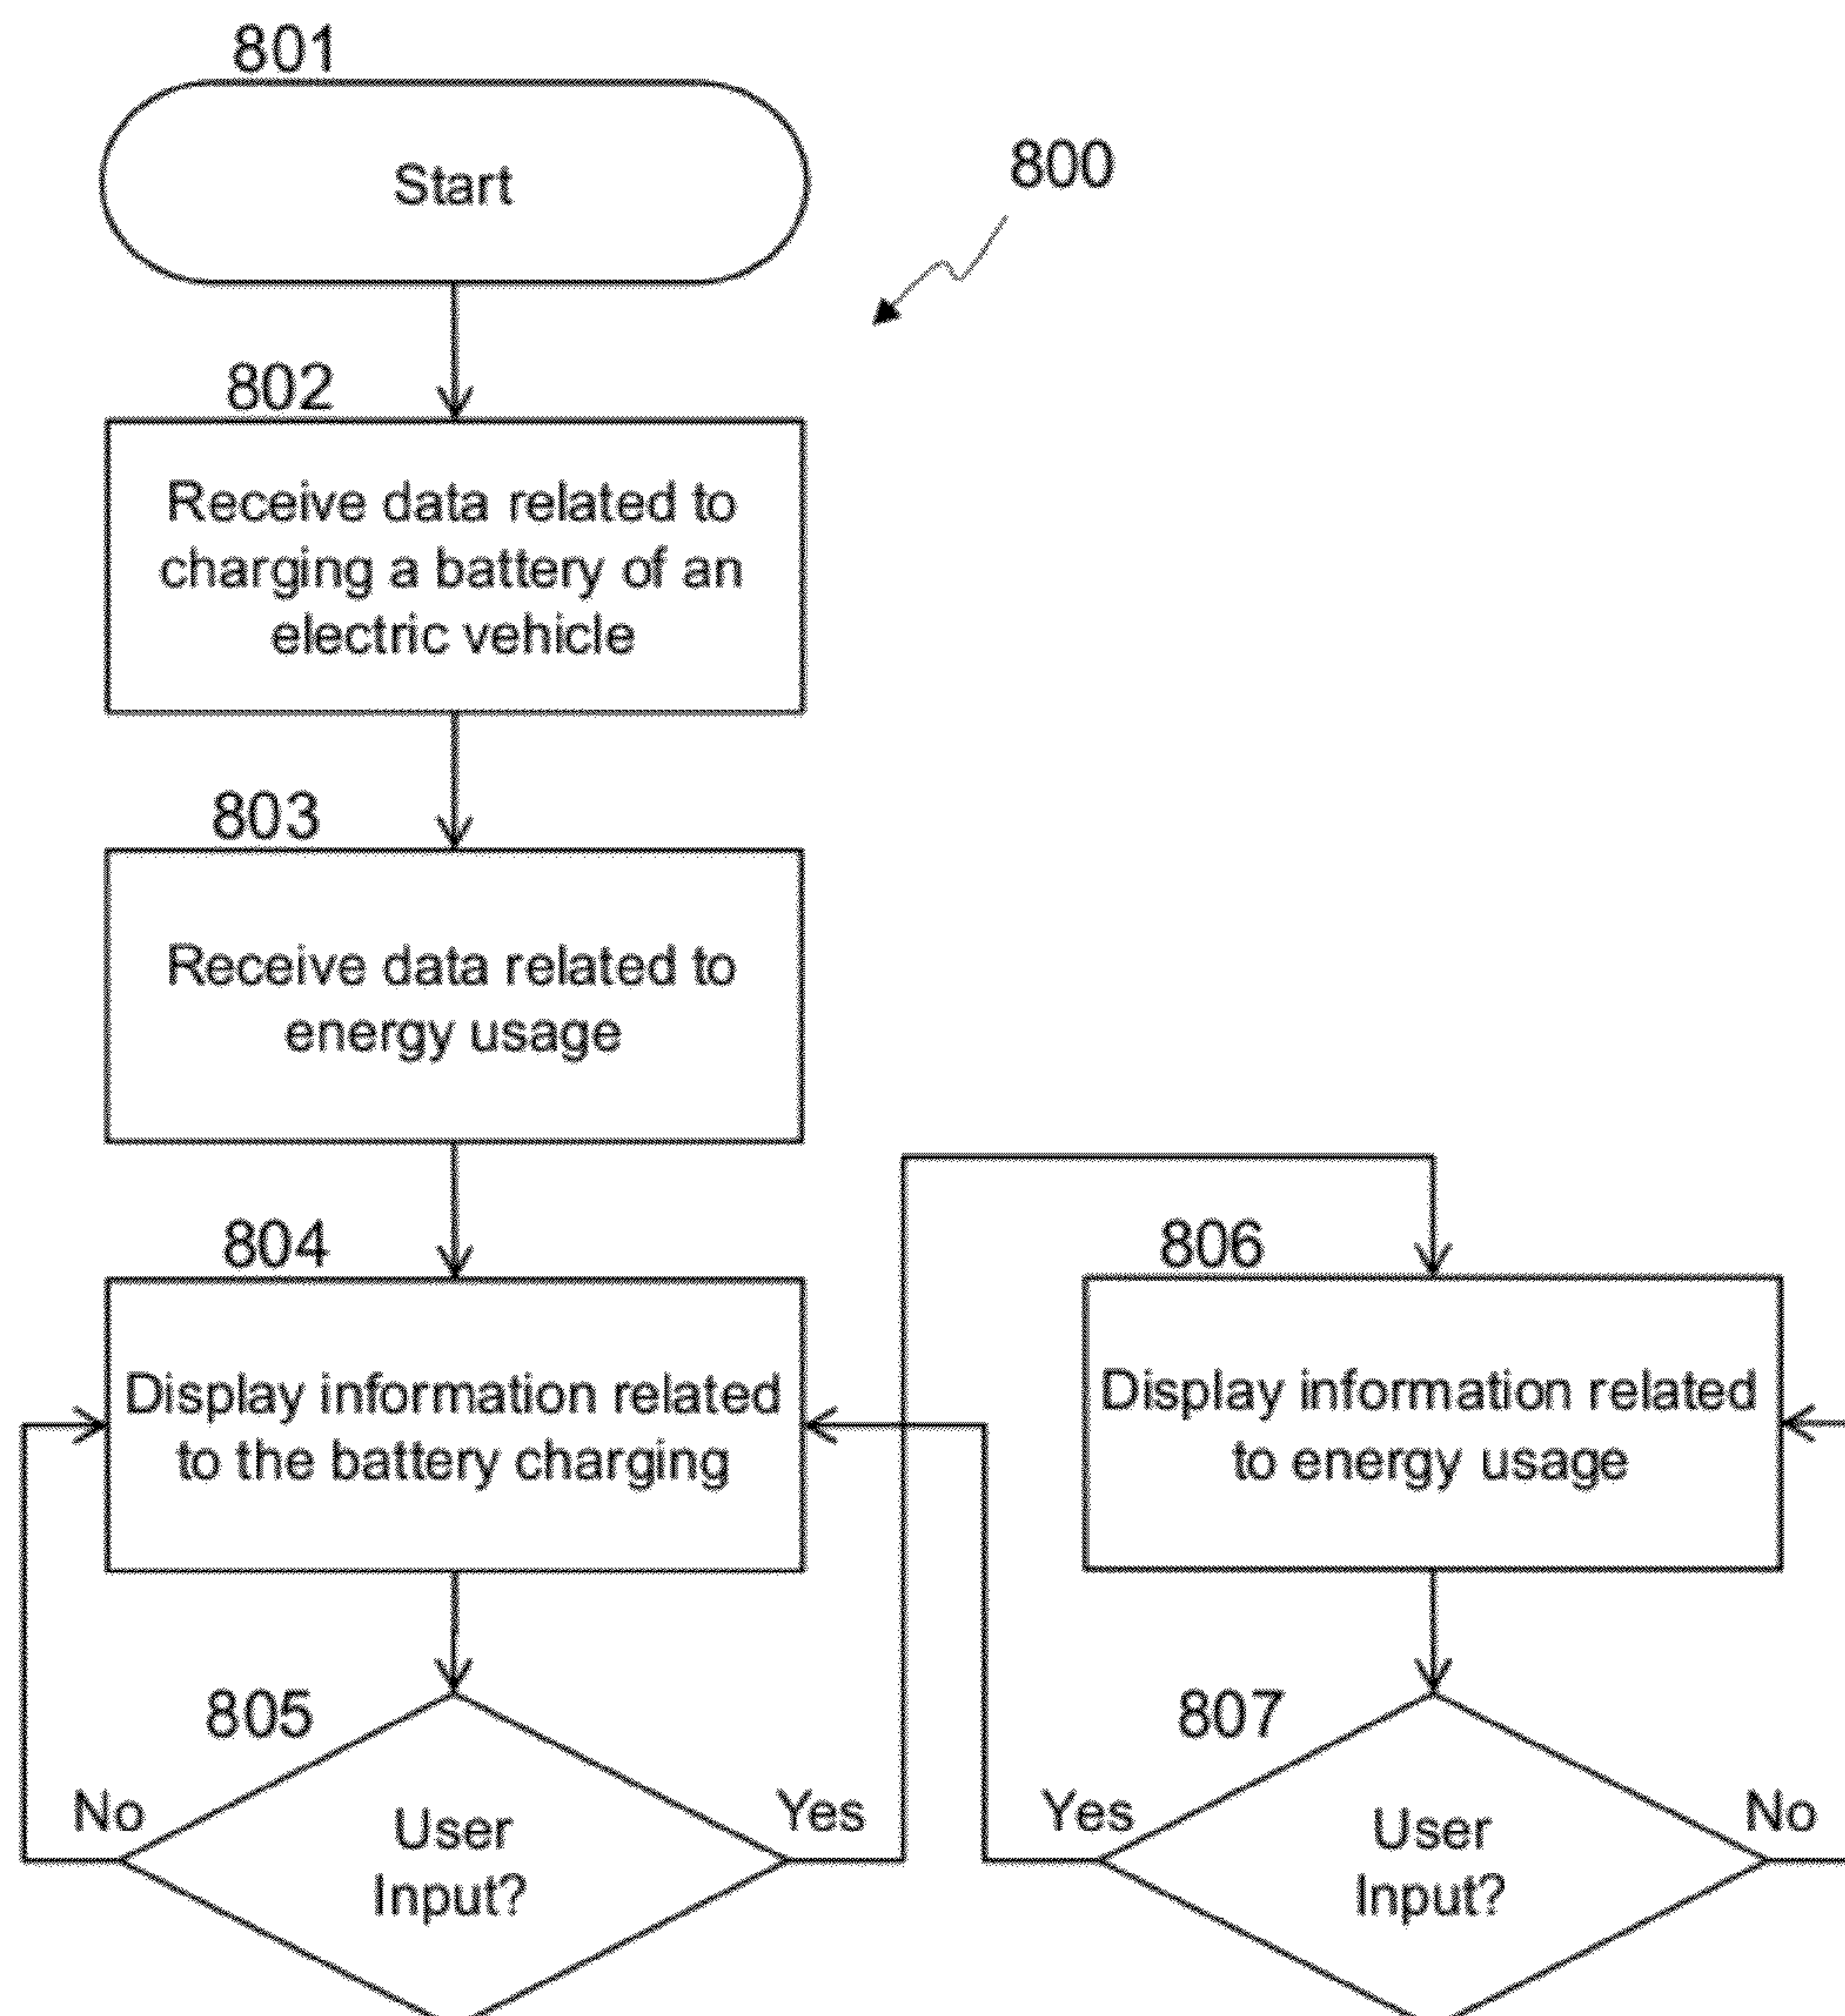 801
Start
800
802
Receive data related to
charging a battery of an
electric vehicle
803
Receive data related to
energy usage
804
Display information related
to the battery charging
806
Display information related
to energy usage
805
No
User
Input?
Yes
807
Yes
User
Input?
No